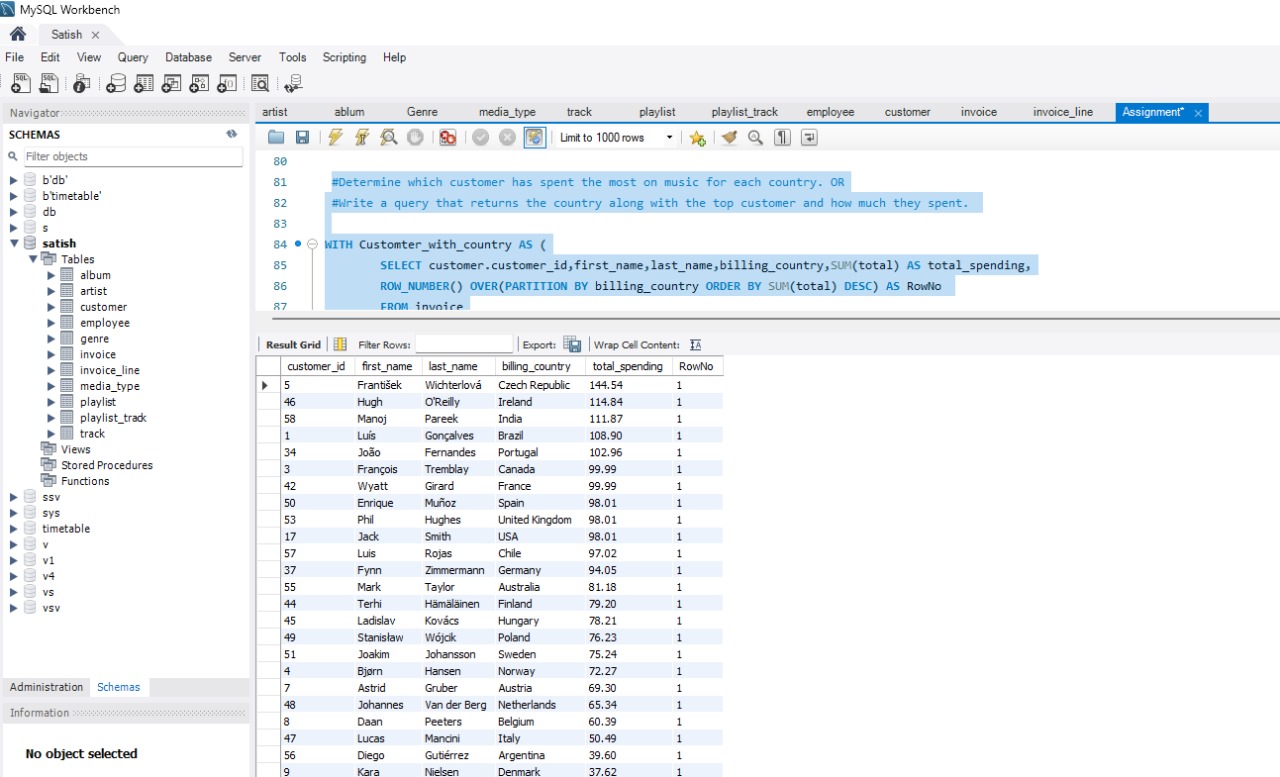 MySQL Workbench
Satish
File Edit View Query Database Server Tools Scripting Help
Navigator
SCHEMAS
Filter objects
b'db'
b'timetable'
db
s
satish
Tables
album
artist
customer
employee
genre
invoice
invoice_line
media_type
playlist
playlist_track
track
Views
Stored Procedures
Functions
ssv
sys
timetable
v
v1
v4
vs
vsv
Administration Schemas
Information
No object selected
artist ablum Genre media_type track playlist playlist_track employee customer invoice invoice_line Assignment*
Limit to 1000 rows
80
81 #Determine which customer has spent the most on music for each country. OR
82 #Write a query that returns the country along with the top customer and how much they spent.
83
84 WITH Customter_with_country AS (
85 SELECT customer.customer_id,first_name,last_name,billing_country,SUM(total) AS total_spending,
86 ROW_NUMBER() OVER(PARTITION BY billing_country ORDER BY SUM(total) DESC) AS RowNo
87 FROM invoice
Result Grid Filter Rows: Export: Wrap Cell Content:
customer_id first_name last_name billing_country total_spending RowNo
5 František Wichterlová Czech Republic 144.54 1
46 Hugh O'Reilly Ireland 114.84 1
58 Manoj Pareek India 111.87 1
1 Luís Gonçalves Brazil 108.90 1
34 João Fernandes Portugal 102.96 1
3 François Tremblay Canada 99.99 1
42 Wyatt Girard France 99.99 1
50 Enrique Muñoz Spain 98.01 1
53 Phil Hughes United Kingdom 98.01 1
17 Jack Smith USA 98.01 1
57 Luis Rojas Chile 97.02 1
37 Fynn Zimmermann Germany 94.05 1
55 Mark Taylor Australia 81.18 1
44 Terhi Hämäläinen Finland 79.20 1
45 Ladislav Kovács Hungary 78.21 1
49 Stanisław Wójcik Poland 76.23 1
51 Joakim Johansson Sweden 75.24 1
4 Bjørn Hansen Norway 72.27 1
7 Astrid Gruber Austria 69.30 1
48 Johannes Van der Berg Netherlands 65.34 1
8 Daan Peeters Belgium 60.39 1
47 Lucas Mancini Italy 50.49 1
56 Diego Gutiérrez Argentina 39.60 1
9 Kara Nielsen Denmark 37.62 1